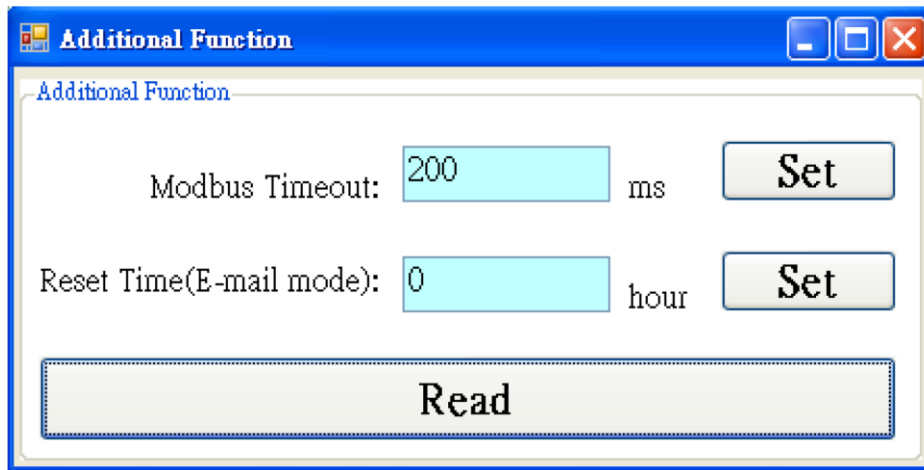 Additional Function
Additional Function
Modbus Timeout: 200 ms Set
Reset Time(E-mail mode): 0 hour Set
Read